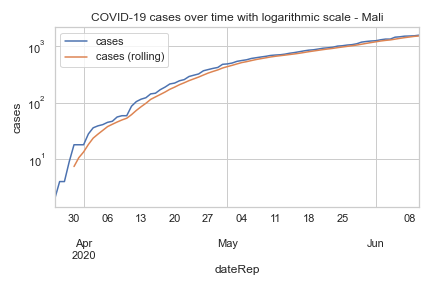 COVID-19 cases over time with logarithmic scale - Mali
cases
cases (rolling)
10³
10²
10¹
cases
30 06 13 20 27 04 11 18 25 08
Apr May Jun
2020
dateRep